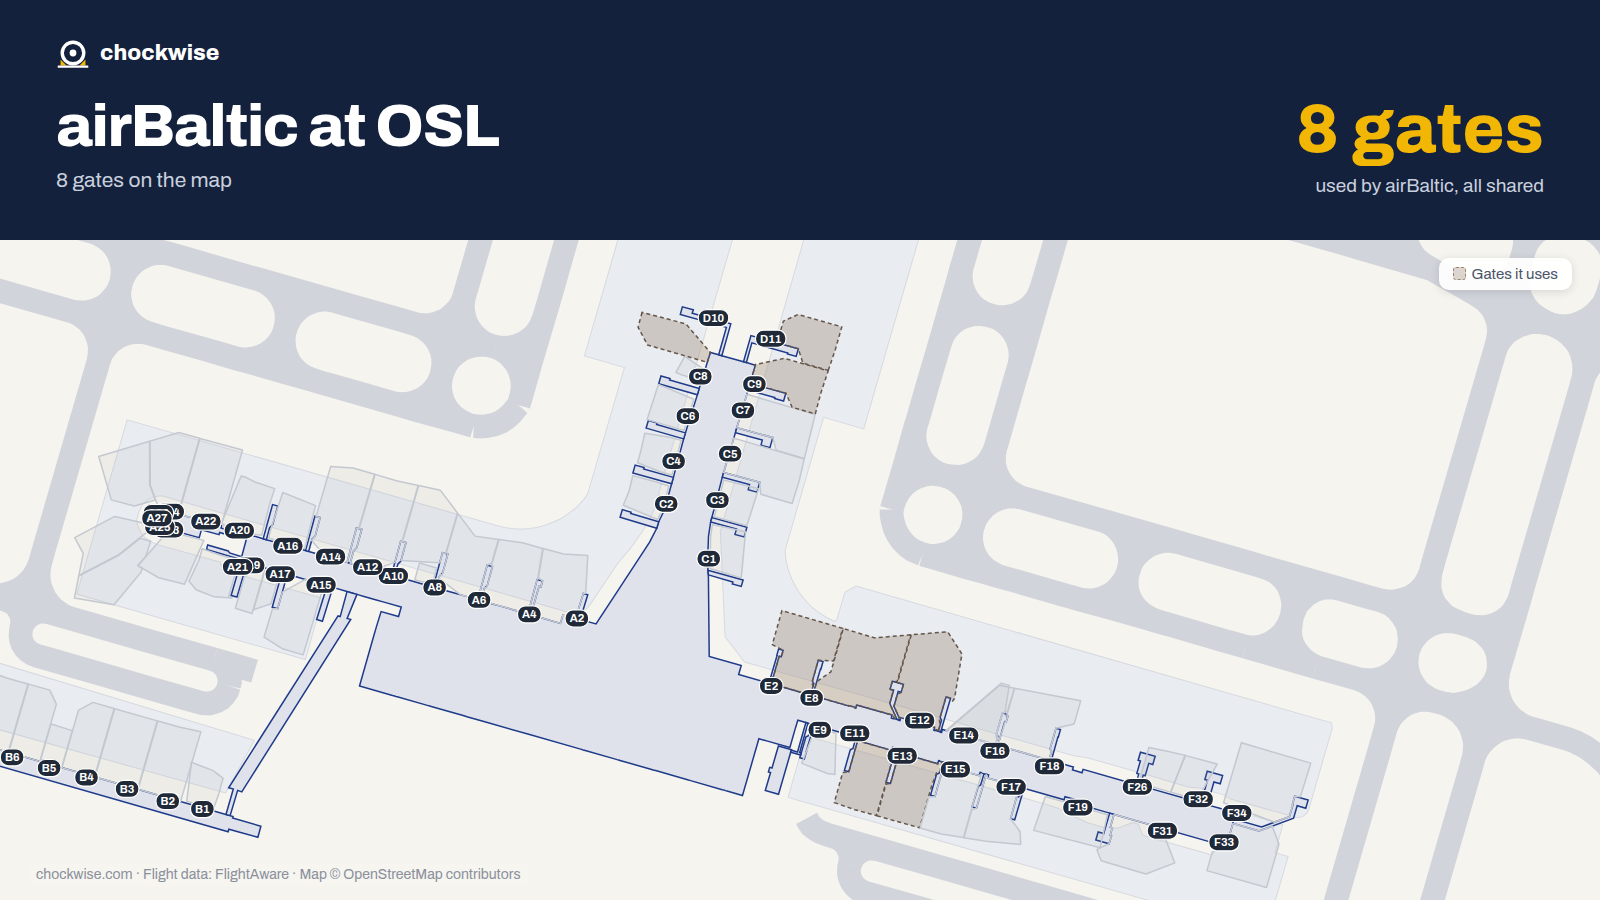 chockwise
airBaltic at OSL
8 gates on the map
8 gates
used by airBaltic, all shared
Gates it uses
D10
D11
C8
C9
C6
C7
C4
C5
C2
C3
C1
A27
A22
A20
A16
A14
A12
A10
A21
A17
A15
A8
A6
A4
A2
E2
E8
E9
E11
E12
E13
E14
E15
F16
F17
F18
F19
F26
F31
F32
F33
F34
B6
B5
B4
B3
B2
B1
chockwise.com · Flight data: FlightAware · Map © OpenStreetMap contributors